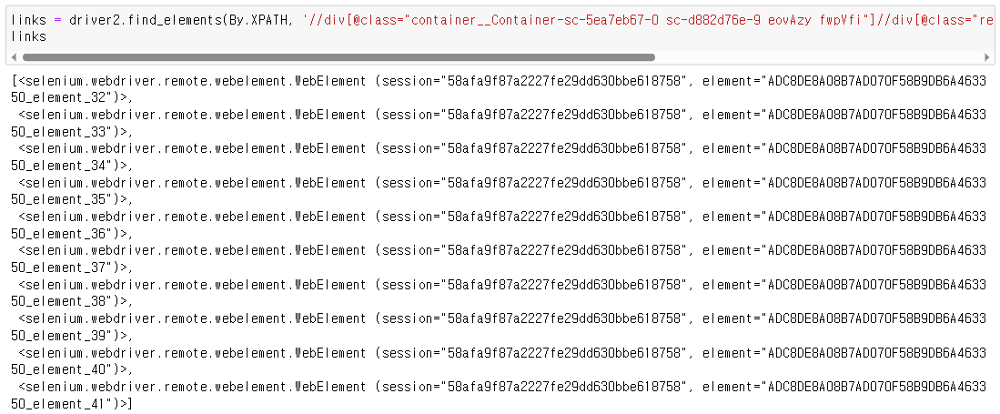 links = driver2.find_elements(By.XPATH, '//div[@class="container__Container-sc-5ea7eb67-0 sc-d882d76e-9 eovAzy fwpVfi"]//div[@class="re
links
[<selenium.webdriver.remote.webelement.WebElement (session="58afa9f87a2227fe29dd630bbe618758", element="ADC8DE8A08B7AD070F58B9DB6A4633
50_element_32")>,
<selenium.webdriver.remote.webelement.WebElement (session="58afa9f87a2227fe29dd630bbe618758", element="ADC8DE8A08B7AD070F58B9DB6A4633
50_element_33")>,
<selenium.webdriver.remote.webelement.WebElement (session="58afa9f87a2227fe29dd630bbe618758", element="ADC8DE8A08B7AD070F58B9DB6A4633
50_element_34")>,
<selenium.webdriver.remote.webelement.WebElement (session="58afa9f87a2227fe29dd630bbe618758", element="ADC8DE8A08B7AD070F58B9DB6A4633
50_element_35")>,
<selenium.webdriver.remote.webelement.WebElement (session="58afa9f87a2227fe29dd630bbe618758", element="ADC8DE8A08B7AD070F58B9DB6A4633
50_element_36")>,
<selenium.webdriver.remote.webelement.WebElement (session="58afa9f87a2227fe29dd630bbe618758", element="ADC8DE8A08B7AD070F58B9DB6A4633
50_element_37")>,
<selenium.webdriver.remote.webelement.WebElement (session="58afa9f87a2227fe29dd630bbe618758", element="ADC8DE8A08B7AD070F58B9DB6A4633
50_element_38")>,
<selenium.webdriver.remote.webelement.WebElement (session="58afa9f87a2227fe29dd630bbe618758", element="ADC8DE8A08B7AD070F58B9DB6A4633
50_element_39")>,
<selenium.webdriver.remote.webelement.WebElement (session="58afa9f87a2227fe29dd630bbe618758", element="ADC8DE8A08B7AD070F58B9DB6A4633
50_element_40")>,
<selenium.webdriver.remote.webelement.WebElement (session="58afa9f87a2227fe29dd630bbe618758", element="ADC8DE8A08B7AD070F58B9DB6A4633
50_element_41")>]